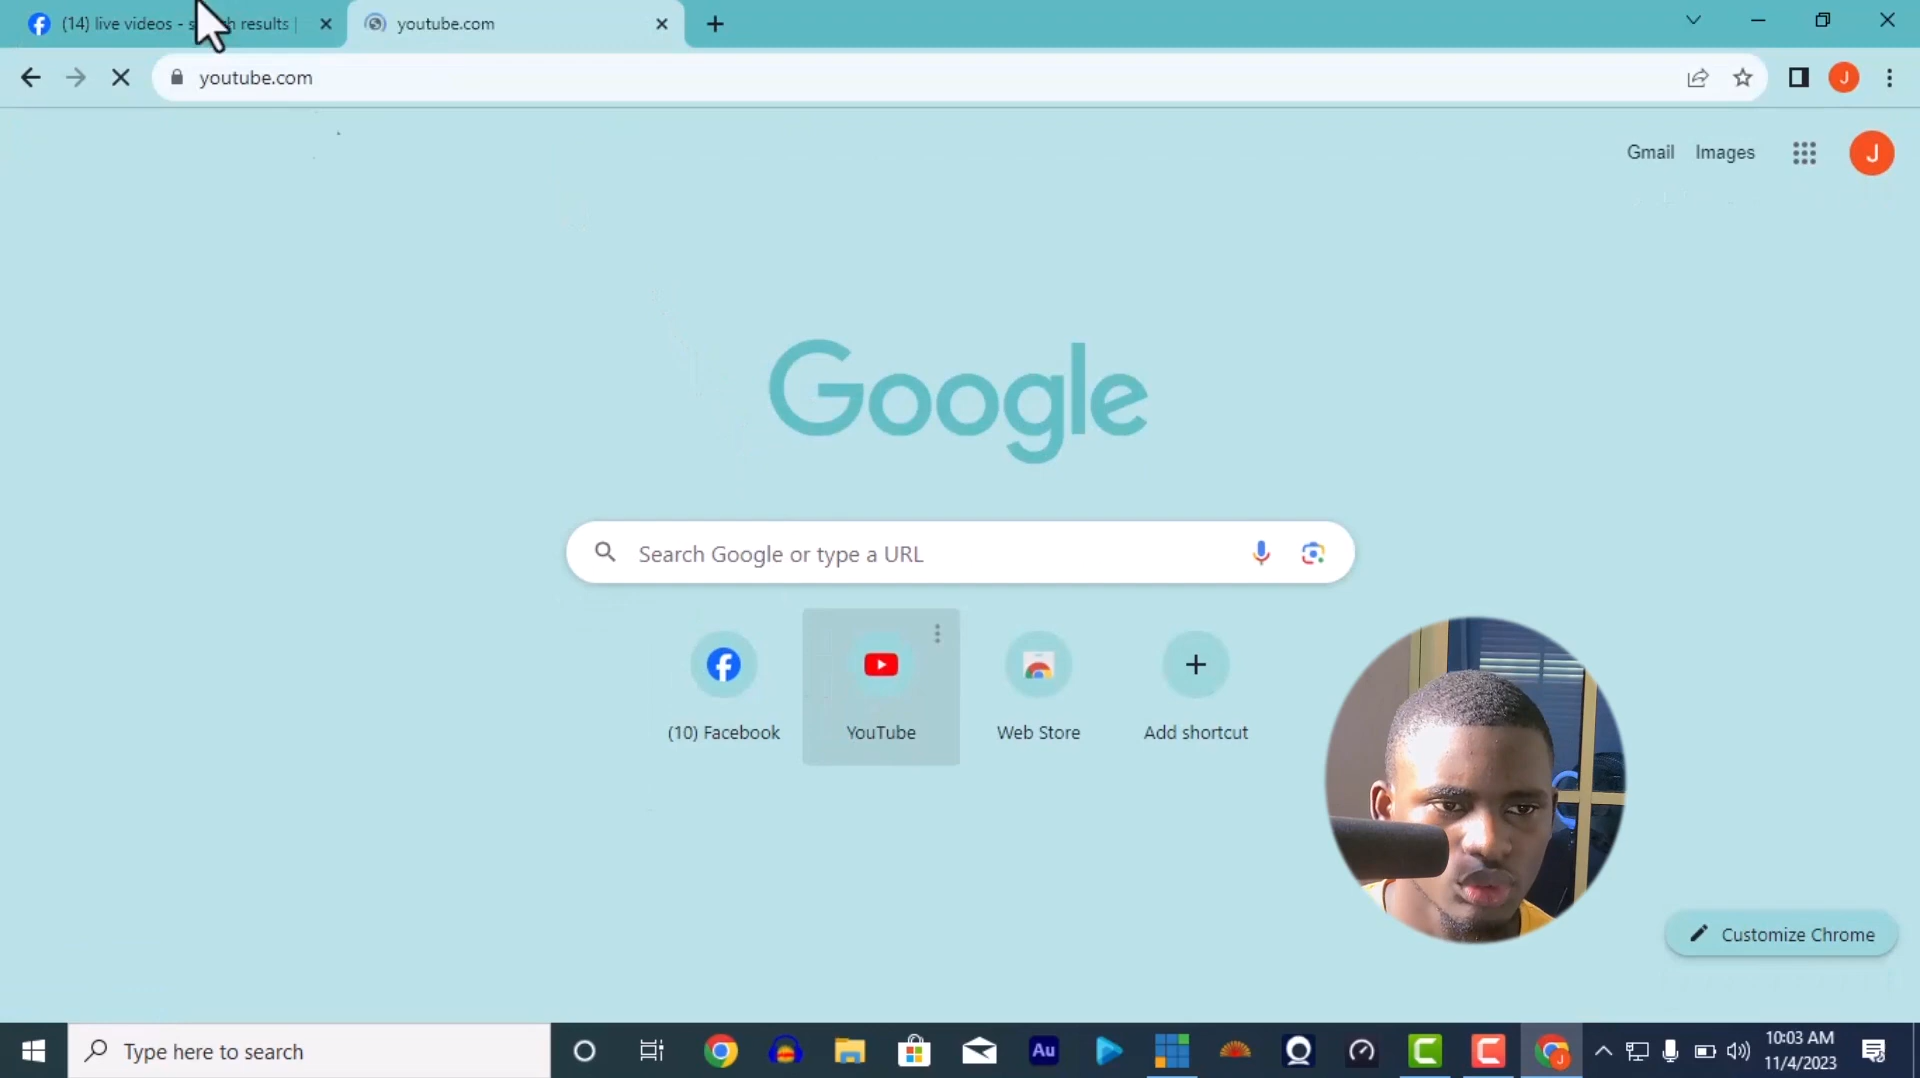 (14) live videos - search results |
youtube.com
youtube.com
Gmail
Images
J
J
Google
Search Google or type a URL
(10) Facebook
YouTube
Web Store
Add shortcut
Customize Chrome
Type here to search
Au
10:03 AM
11/4/2023